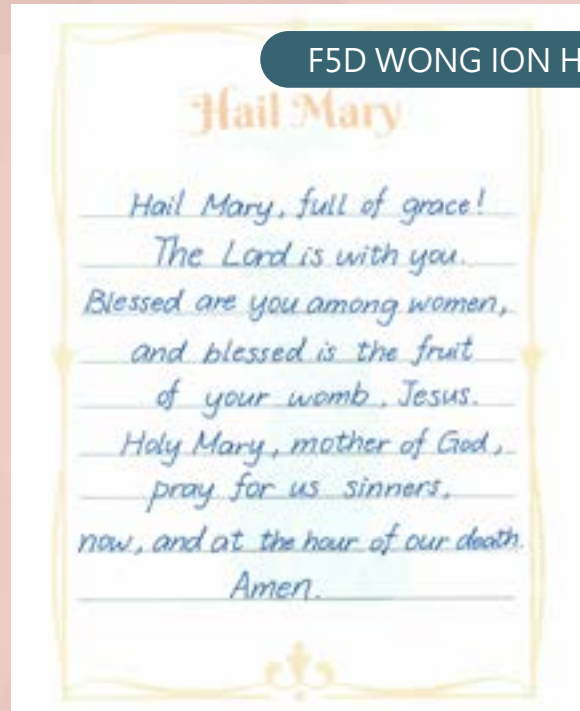 F5D WONG ION H
Hail Mary
Hail Mary, full of grace!
The Lord is with you.
Blessed are you among women,
and blessed is the fruit
of your womb, Jesus.
Holy Mary, mother of God,
pray for us sinners,
now, and at the hour of our death.
Amen.